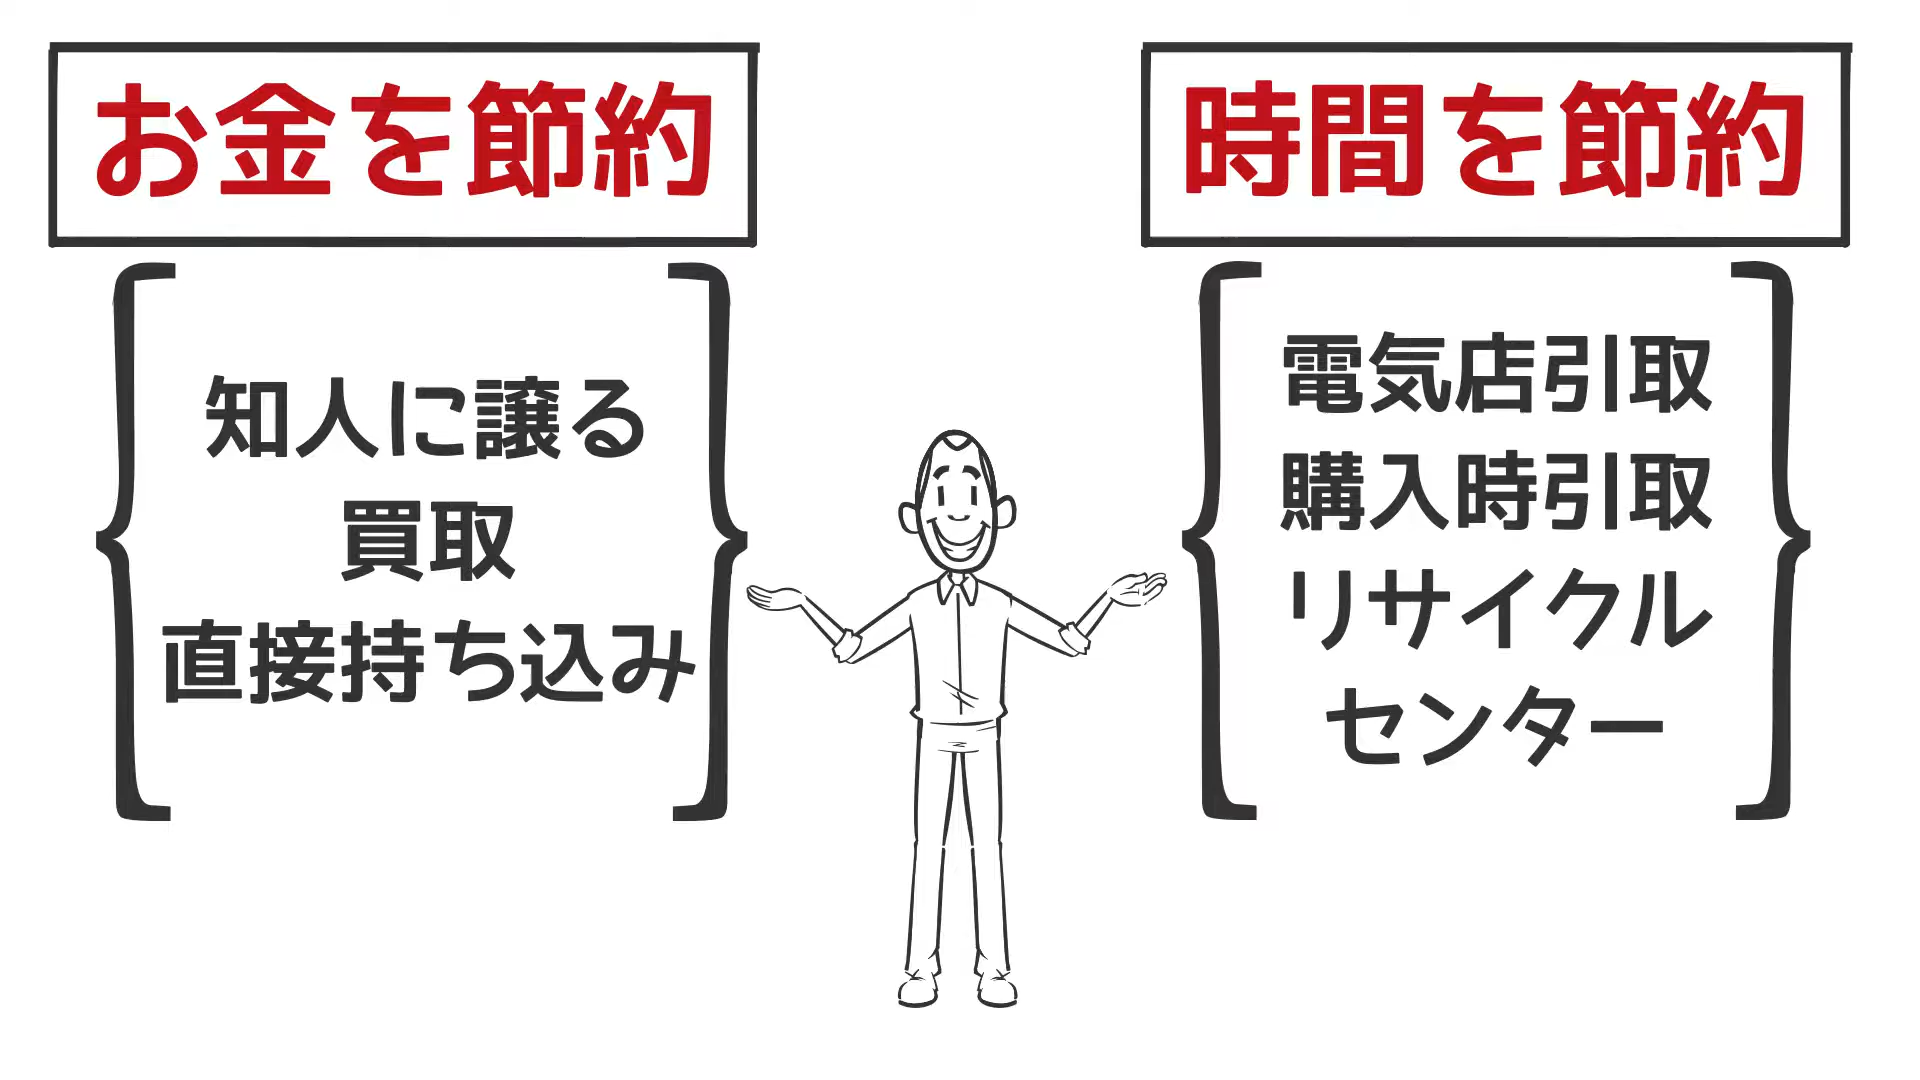 お金を節約
知人に譲る
買取
直接持ち込み
時間を節約
電気店引取
購入時引取
リサイクル
センター